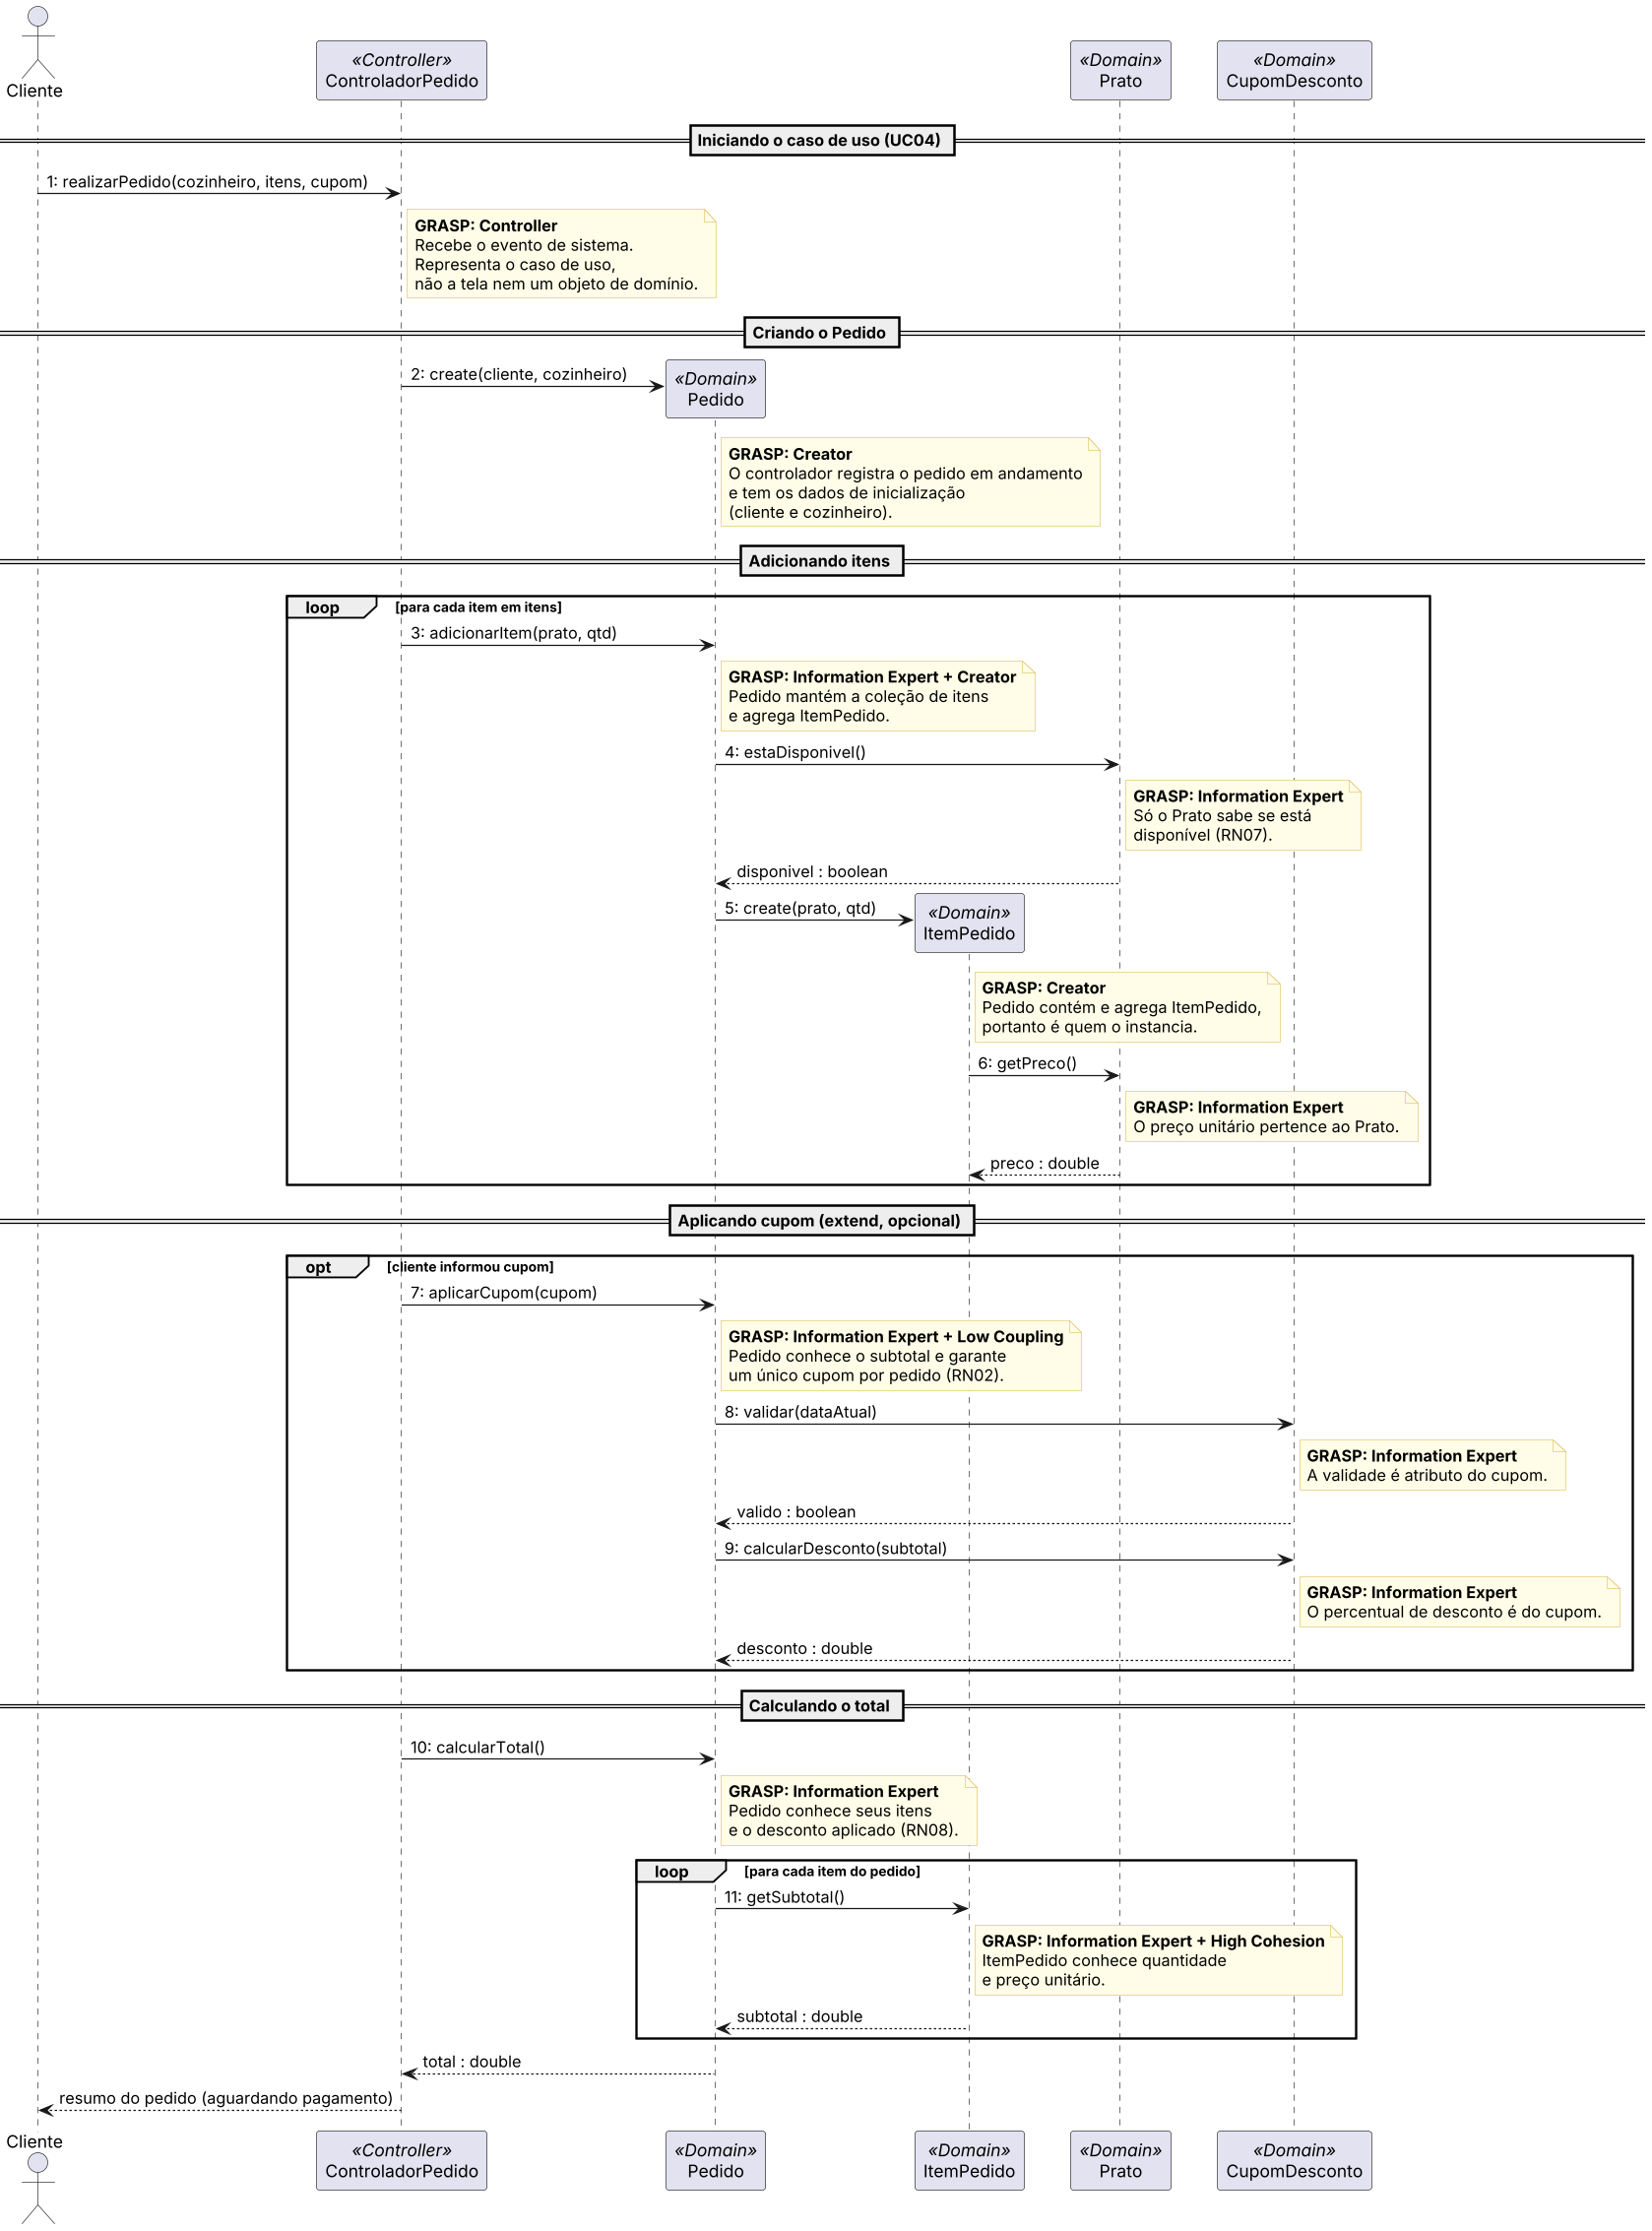 Cliente
«Controller»
ControladorPedido
«Domain»
Prato
«Domain»
CupomDesconto
Iniciando o caso de uso (UC04)
1: realizarPedido(cozinheiro, itens, cupom)
GRASP: Controller
Recebe o evento de sistema.
Representa o caso de uso,
não a tela nem um objeto de domínio.
Criando o Pedido
2: create(cliente, cozinheiro)
«Domain»
Pedido
GRASP: Creator
O controlador registra o pedido em andamento
e tem os dados de inicialização
(cliente e cozinheiro).
Adicionando itens
loop [para cada item em itens]
3: adicionarItem(prato, qtd)
GRASP: Information Expert + Creator
Pedido mantém a coleção de itens
e agrega ItemPedido.
4: estaDisponivel()
GRASP: Information Expert
Só o Prato sabe se está
disponível (RN07).
disponivel : boolean
5: create(prato, qtd)
«Domain»
ItemPedido
GRASP: Creator
Pedido contém e agrega ItemPedido,
portanto é quem o instancia.
6: getPreco()
GRASP: Information Expert
O preço unitário pertence ao Prato.
preco : double
Aplicando cupom (extend, opcional)
opt [cliente informou cupom]
7: aplicarCupom(cupom)
GRASP: Information Expert + Low Coupling
Pedido conhece o subtotal e garante
um único cupom por pedido (RN02).
8: validar(dataAtual)
GRASP: Information Expert
A validade é atributo do cupom.
valido : boolean
9: calcularDesconto(subtotal)
GRASP: Information Expert
O percentual de desconto é do cupom.
desconto : double
Calculando o total
10: calcularTotal()
GRASP: Information Expert
Pedido conhece seus itens
e o desconto aplicado (RN08).
loop [para cada item do pedido]
11: getSubtotal()
GRASP: Information Expert + High Cohesion
ItemPedido conhece quantidade
e preço unitário.
subtotal : double
total : double
resumo do pedido (aguardando pagamento)
Cliente
«Controller»
ControladorPedido
«Domain»
Pedido
«Domain»
ItemPedido
«Domain»
Prato
«Domain»
CupomDesconto